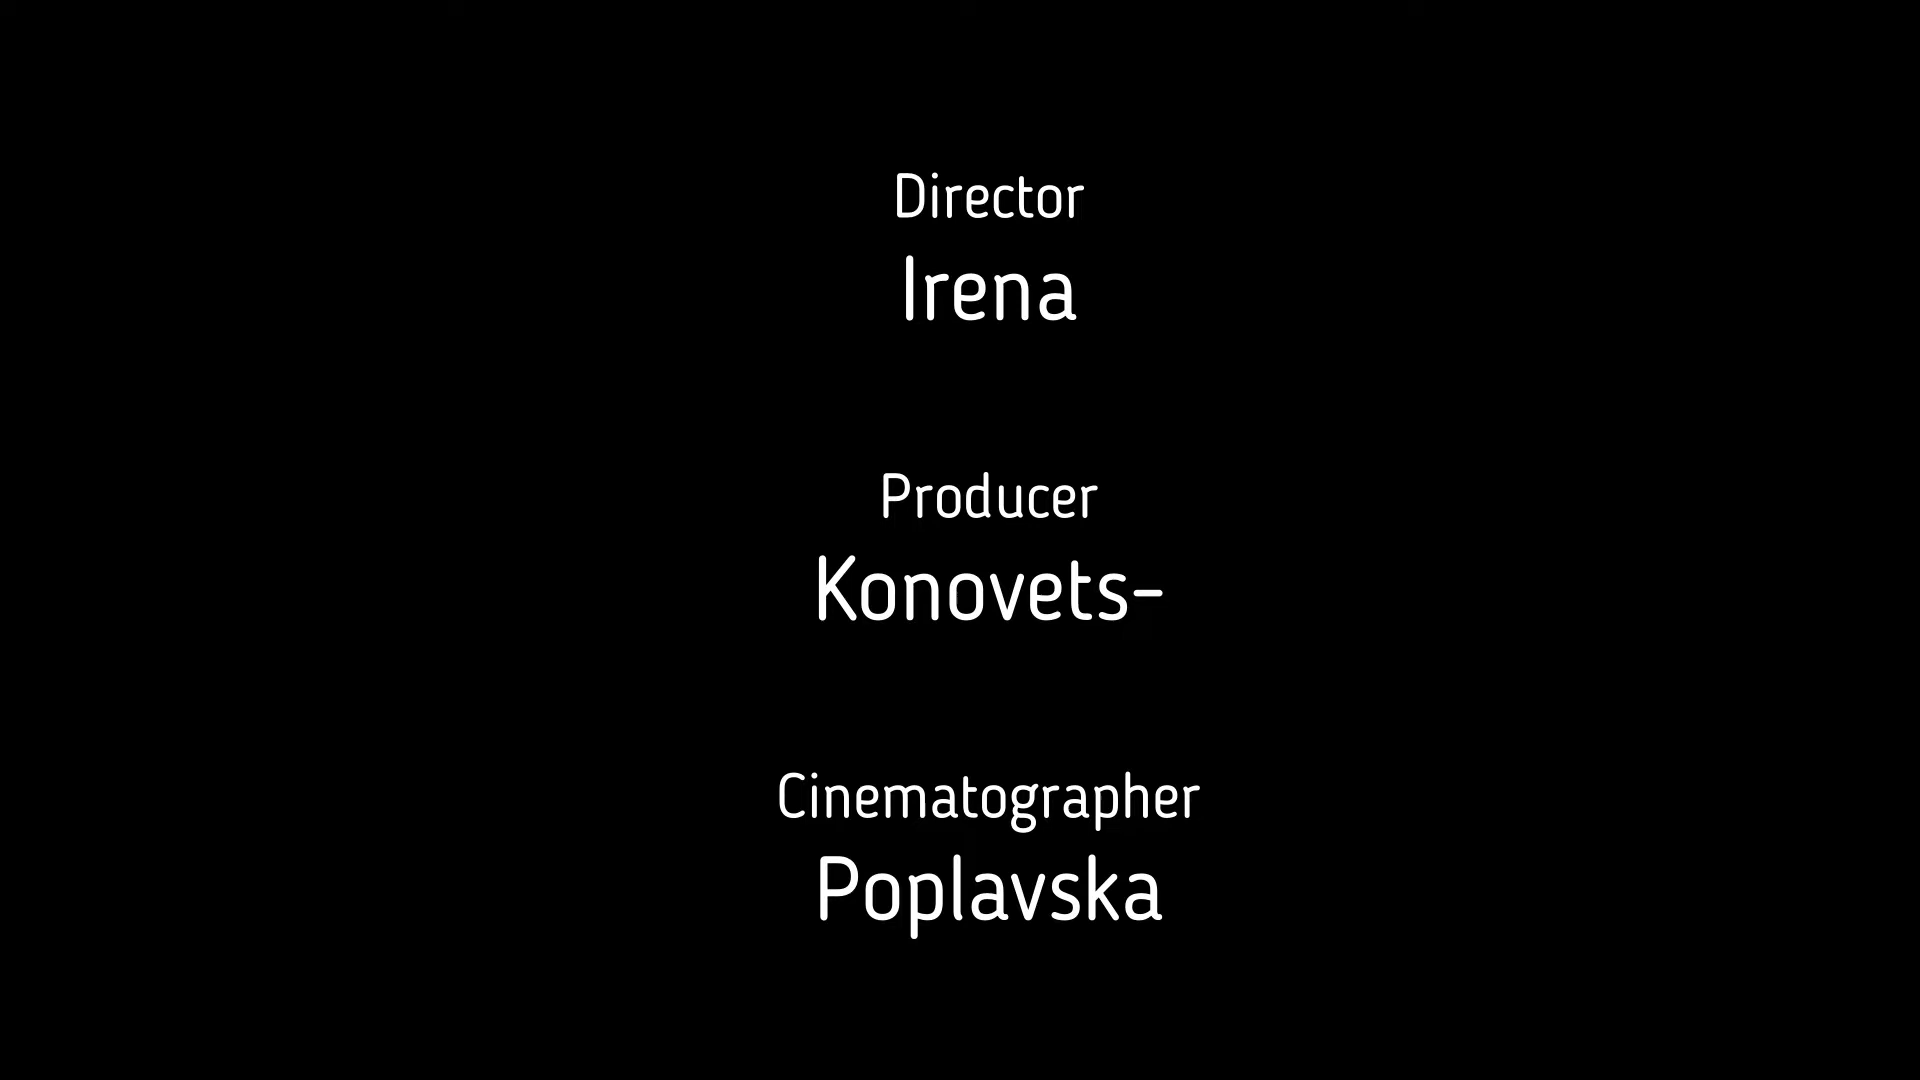 Director
Irena
Producer
Konovets-
Cinematographer
Poplavska